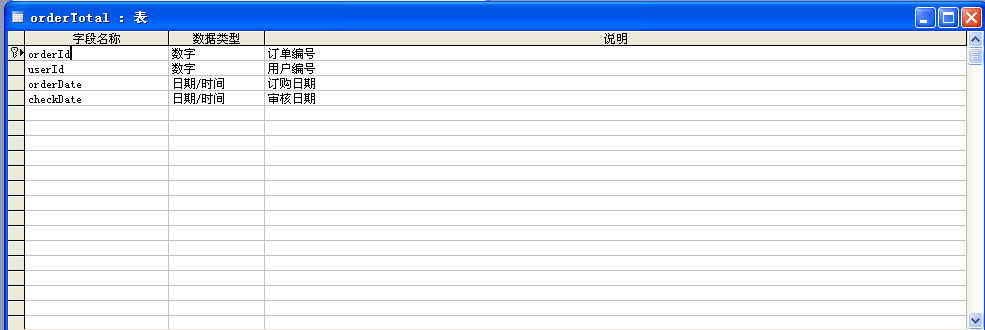 orderTotal : 表
字段名称 数据类型 说明
orderId 数字 订单编号
userId 数字 用户编号
orderDate 日期/时间 订购日期
checkDate 日期/时间 审核日期